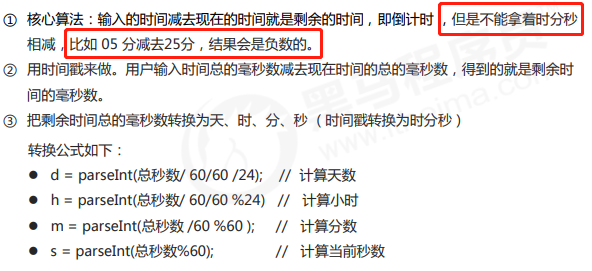 ① 核心算法：输入的时间减去现在的时间就是剩余的时间，即倒计时，但是不能拿着时分秒
相减，比如 05 分减去25分，结果会是负数的。
② 用时间戳来做。用户输入时间总的毫秒数减去现在时间的总的毫秒数，得到的就是剩余时
间的毫秒数。
③ 把剩余时间总的毫秒数转换为天、时、分、秒 （时间戳转换为时分秒）
转换公式如下：
● d = parseInt(总秒数/ 60/60 /24); // 计算天数
● h = parseInt(总秒数/ 60/60 %24) // 计算小时
● m = parseInt(总秒数 /60 %60 ); // 计算分数
● s = parseInt(总秒数%60); // 计算当前秒数
黑马程序员